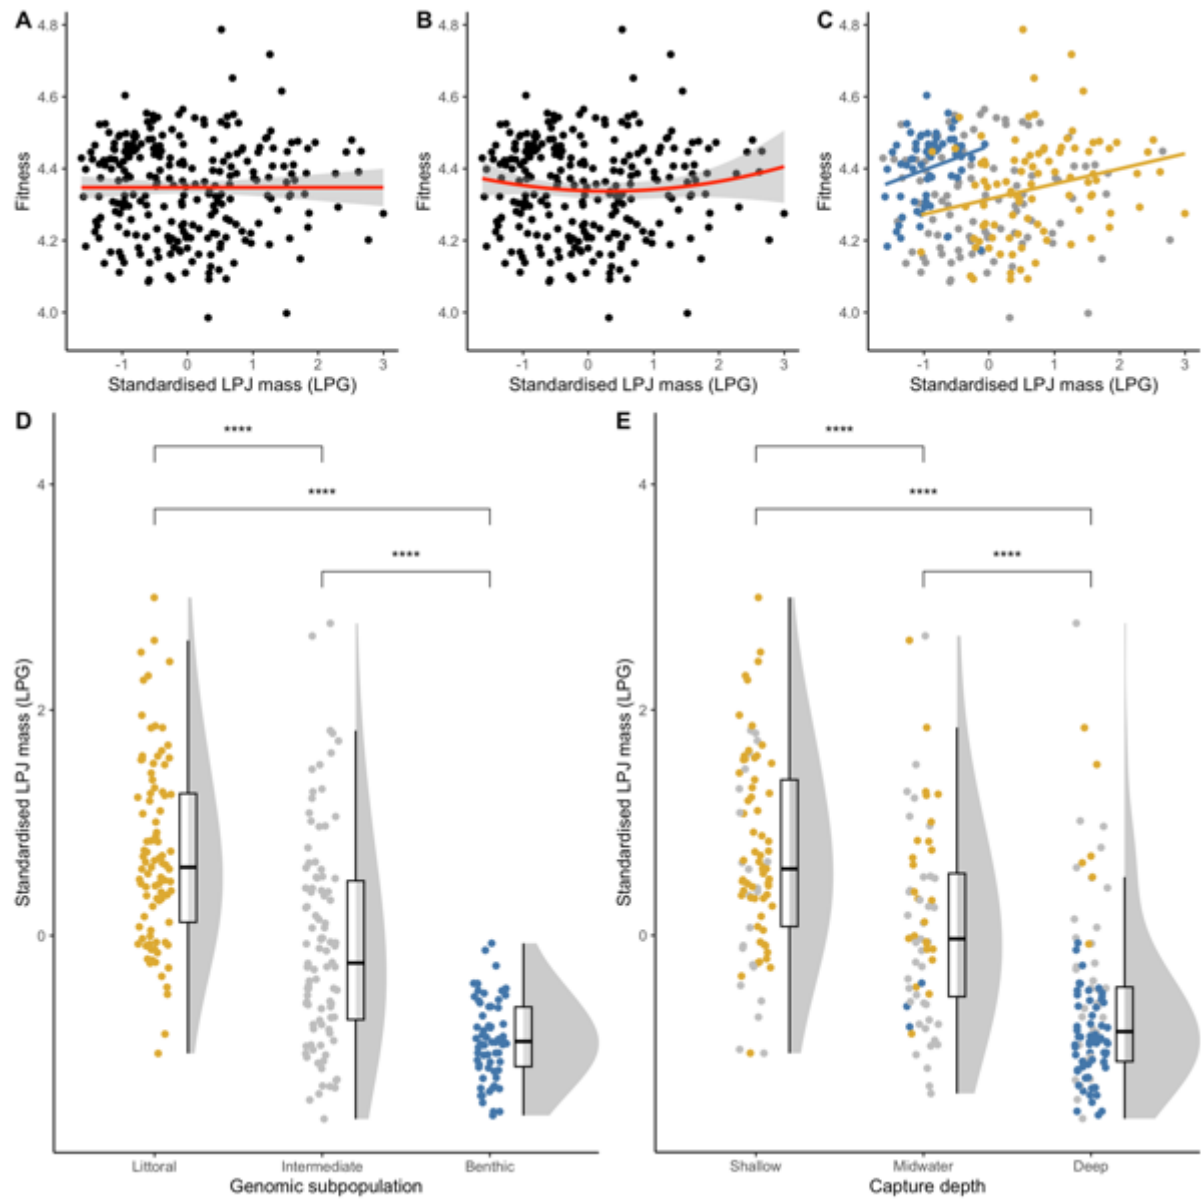 A
B
C
4.8
4.6
4.4
4.2
4.0
Fitness
-1
0
1
2
3
Standardised LPJ mass (LPG)
4.8
4.6
4.4
4.2
4.0
Fitness
-1
0
1
2
3
Standardised LPJ mass (LPG)
4.8
4.6
4.4
4.2
4.0
Fitness
-1
0
1
2
3
Standardised LPJ mass (LPG)
D
****
****
****
4
2
0
Standardised LPJ mass (LPG)
Littoral
Intermediate
Benthic
Genomic subpopulation
E
****
****
****
4
2
0
Standardised LPJ mass (LPG)
Shallow
Midwater
Deep
Capture depth